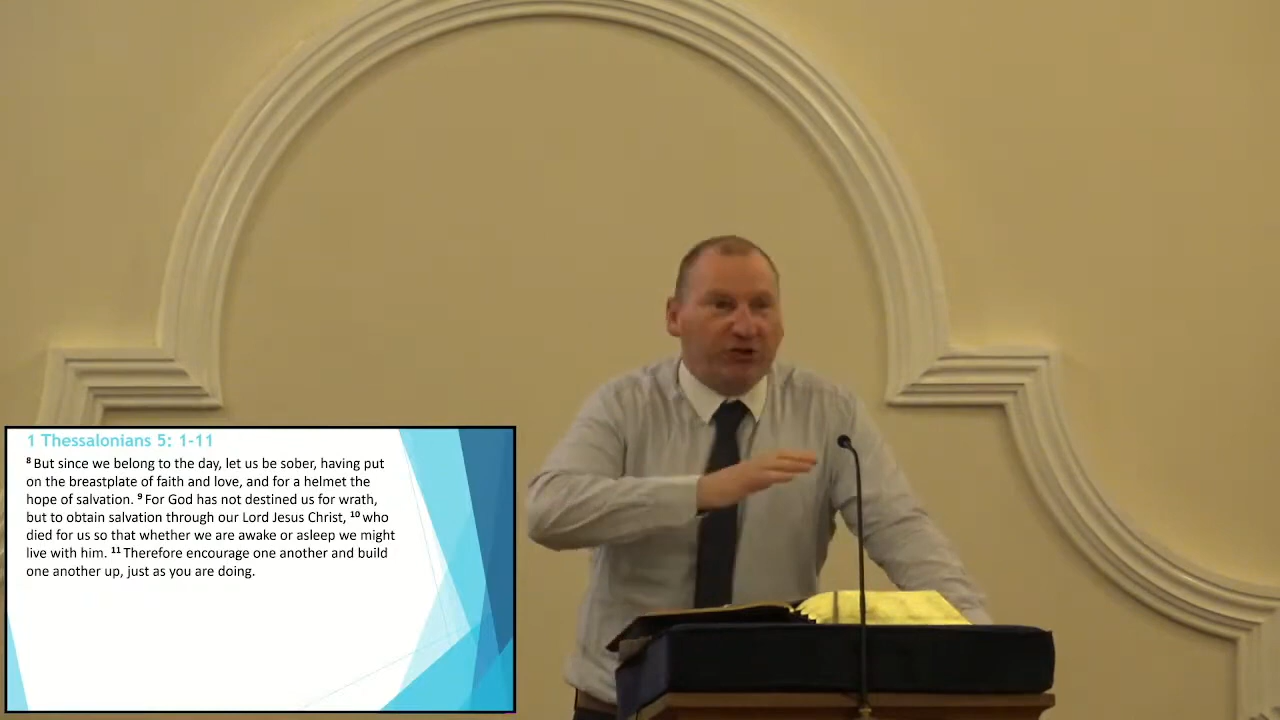 1 Thessalonians 5: 1-11
8 But since we belong to the day, let us be sober, having put
on the breastplate of faith and love, and for a helmet the
hope of salvation. 9 For God has not destined us for wrath,
but to obtain salvation through our Lord Jesus Christ, 10 who
died for us so that whether we are awake or asleep we might
live with him. 11 Therefore encourage one another and build
one another up, just as you are doing.